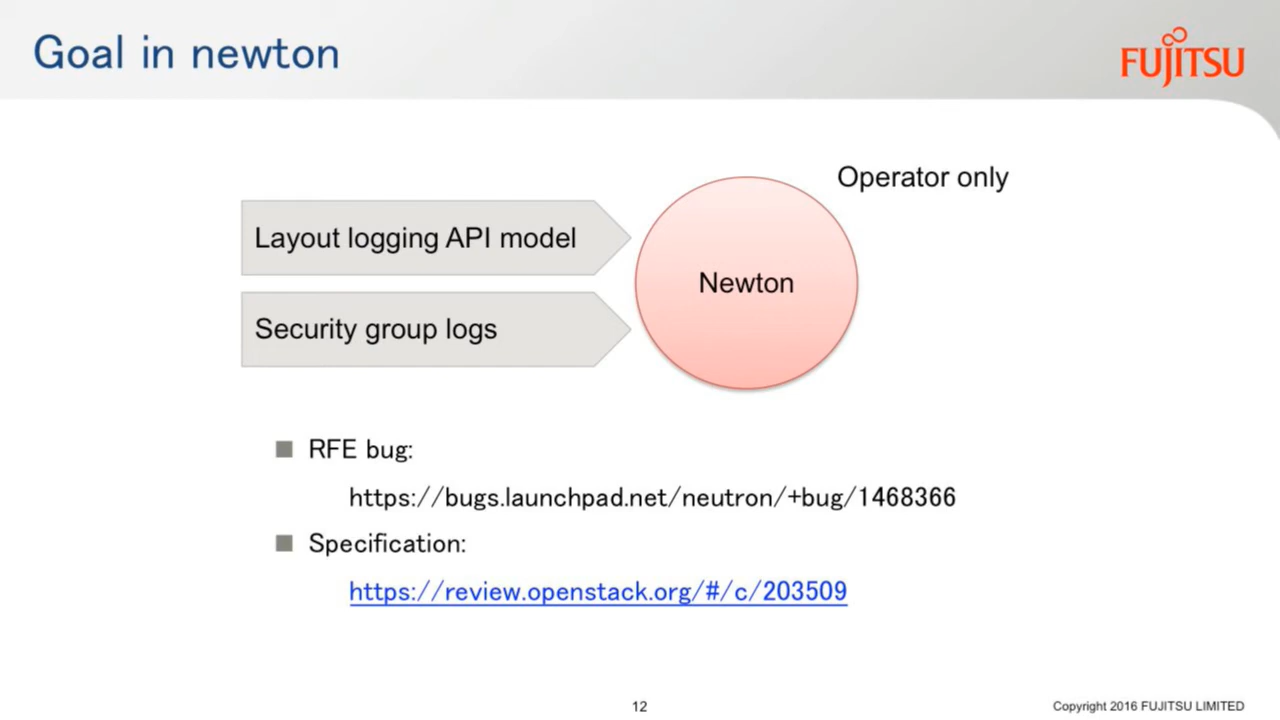 Goal in newton
FUJITSU
Operator only
Layout logging API model
Newton
Security group logs
RFE bug:
https://bugs.launchpad.net/neutron/+bug/1468366
Specification:
https://review.openstack.org/#/c/203509
12
Copyright 2016 FUJITSU LIMITED